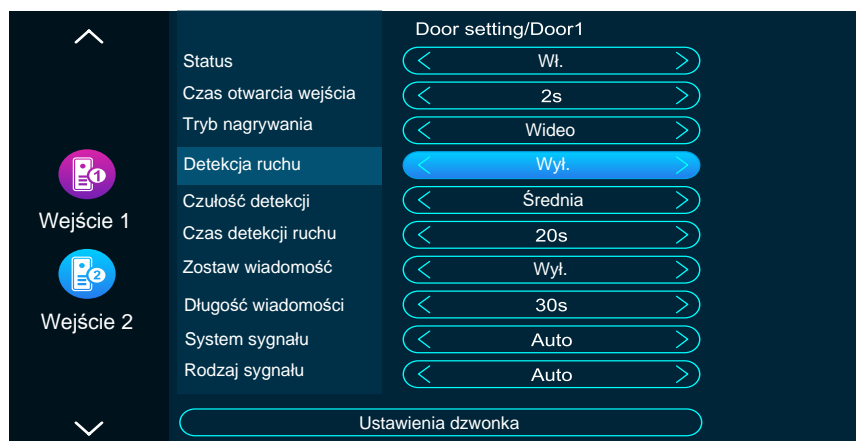 Door setting/Door1
Status Wł.
Czas otwarcia wejścia 2s
Tryb nagrywania Wideo
Detekcja ruchu Wył.
Czułość detekcji Średnia
Czas detekcji ruchu 20s
Zostaw wiadomość Wył.
Długość wiadomości 30s
System sygnału Auto
Rodzaj sygnału Auto
Ustawienia dzwonka
1
Wejście 1
2
Wejście 2